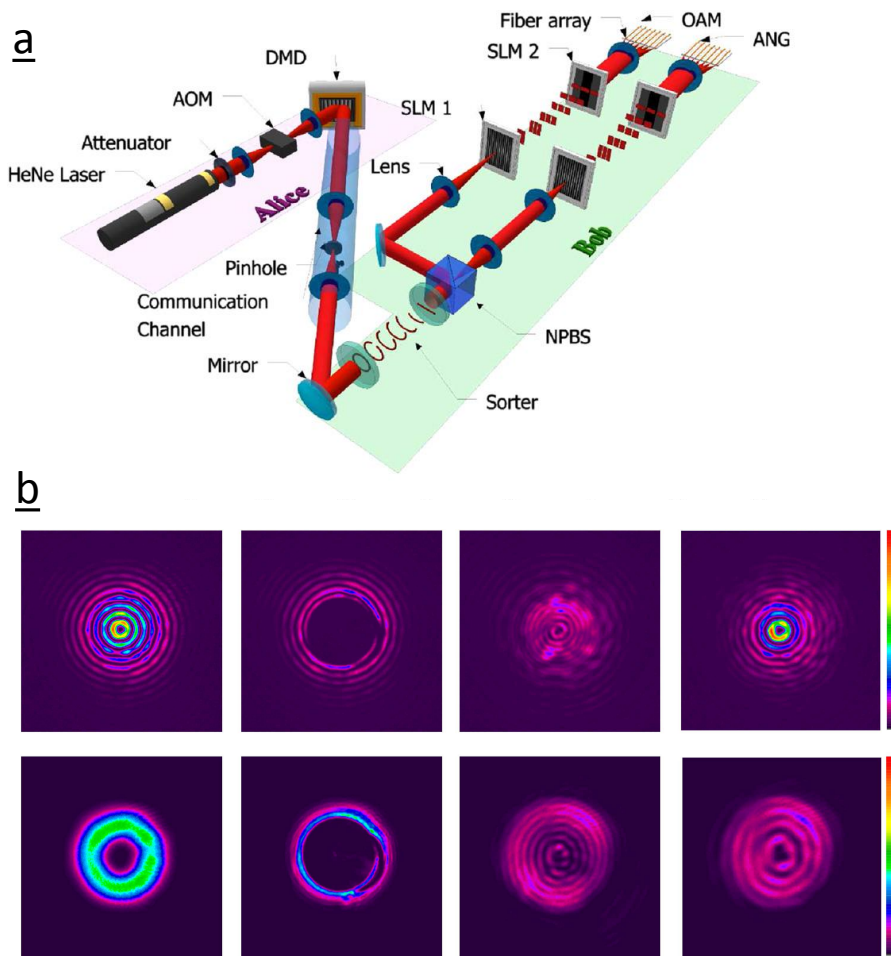 a
Fiber array
OAM
ANG
SLM 2
DMD
SLM 1
AOM
Attenuator
Lens
HeNe Laser
Alice
Bob
Pinhole
Communication
Channel
NPBS
Mirror
Sorter
b